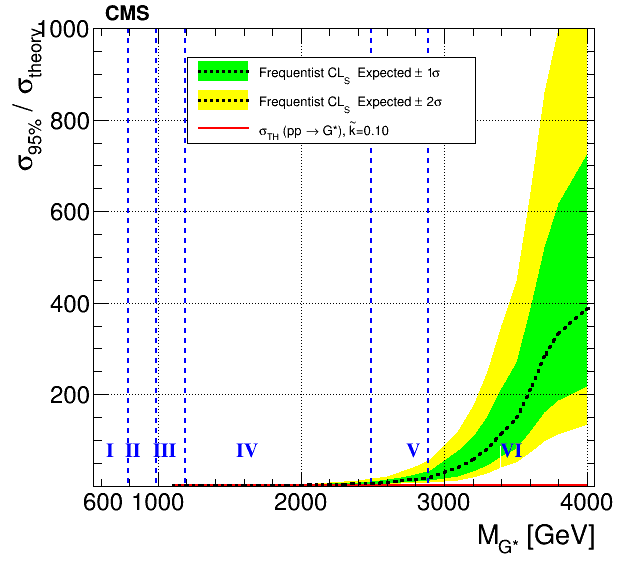 CMS
σ95% / σtheory
1000
800
600
400
200
Frequentist CLS Expected ± 1σ
Frequentist CLS Expected ± 2σ
σTH (pp → G*), k̃=0.10
I II III IV V VI
600 1000 2000 3000 4000
MG* [GeV]